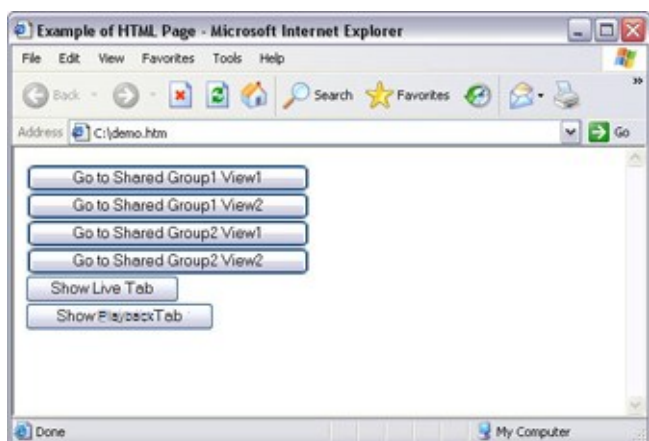 Example of HTML Page - Microsoft Internet Explorer
File Edit View Favorites Tools Help
Back Search Favorites
Address C:\demo.htm Go
Go to Shared Group1 View1
Go to Shared Group1 View2
Go to Shared Group2 View1
Go to Shared Group2 View2
Show Live Tab
Show Playback Tab
Done My Computer